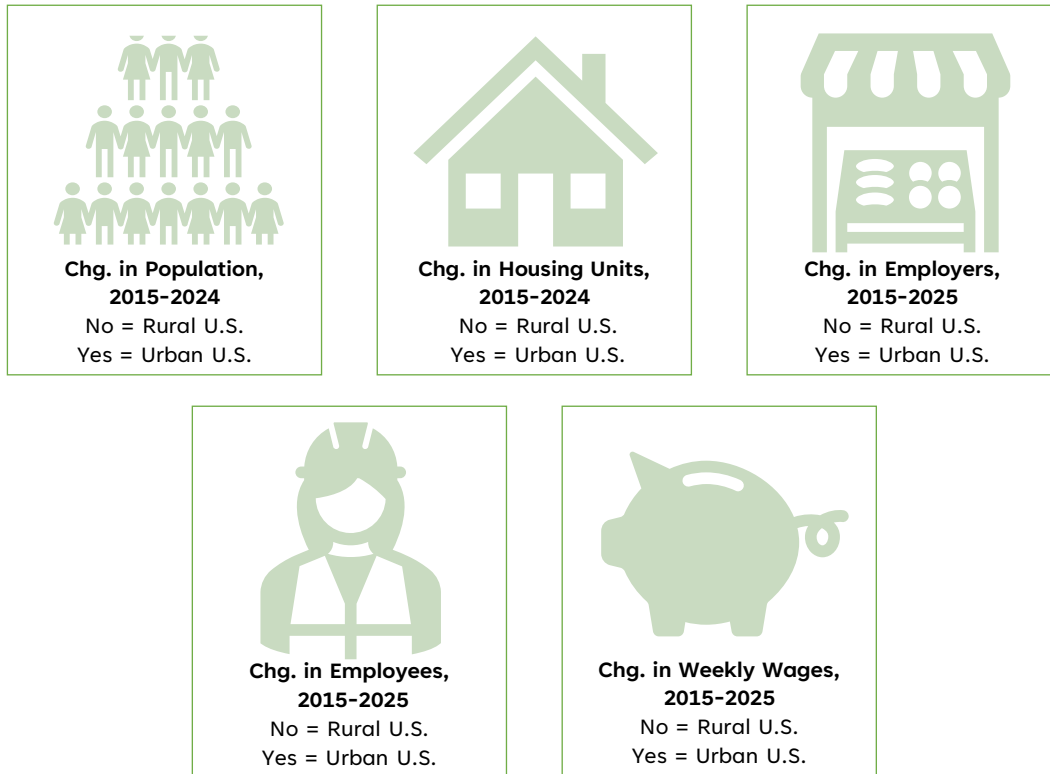 Chg. in Population,
2015-2024
No = Rural U.S.
Yes = Urban U.S.
Chg. in Housing Units,
2015-2024
No = Rural U.S.
Yes = Urban U.S.
Chg. in Employers,
2015-2025
No = Rural U.S.
Yes = Urban U.S.
Chg. in Employees,
2015-2025
No = Rural U.S.
Yes = Urban U.S.
Chg. in Weekly Wages,
2015-2025
No = Rural U.S.
Yes = Urban U.S.